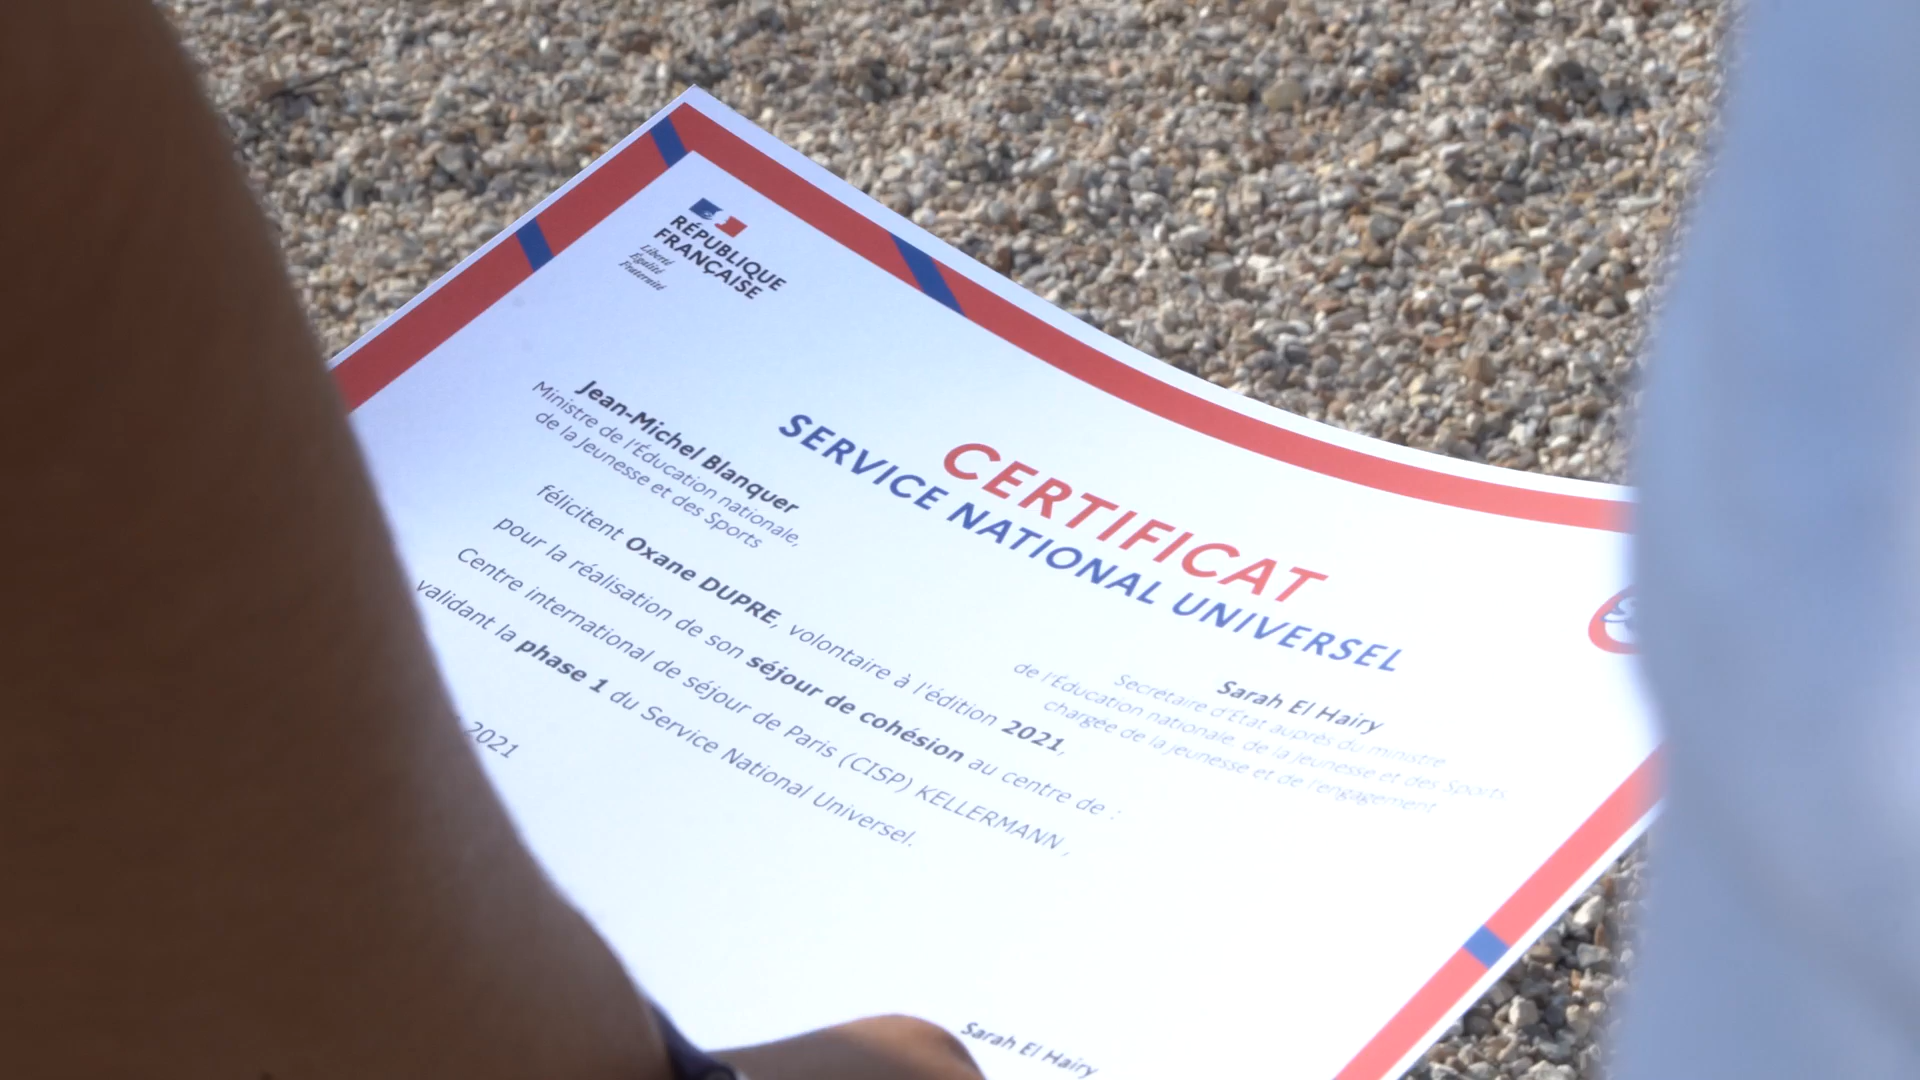 RÉPUBLIQUE
FRANÇAISE
Liberté
Égalité
Fraternité
CERTIFICAT
SERVICE NATIONAL UNIVERSEL
Jean-Michel Blanquer
Ministre de l'Éducation nationale,
de la Jeunesse et des Sports
Sarah El Hairy
Secrétaire d'État auprès du ministre
de l'Éducation nationale, de la Jeunesse et des Sports
chargée de la jeunesse et de l'engagement
félicitent Oxane DUPRE, volontaire à l'édition 2021,
pour la réalisation de son séjour de cohésion au centre de :
Centre international de séjour de Paris (CISP) KELLERMANN ,
validant la phase 1 du Service National Universel.
2021
Sarah El Hairy